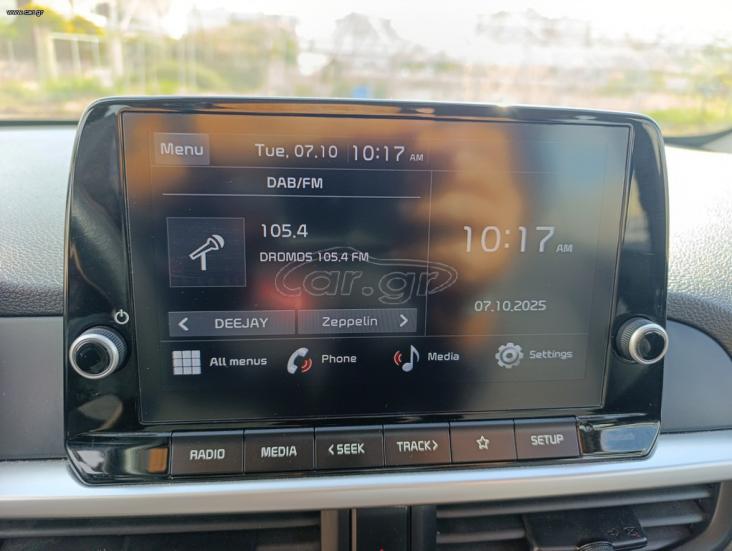 www.car.gr
Menu Tue, 07.10 10:17 AM
DAB/FM
105.4
DROMOS 105.4 FM
10:17 AM
07.10.2025
Car.gr
< DEEJAY Zeppelin >
All menus Phone Media Settings
RADIO MEDIA <SEEK TRACK> SETUP